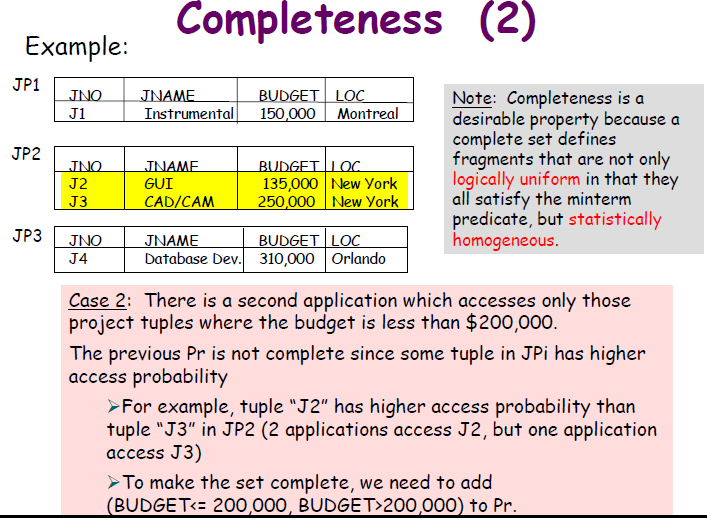 Completeness (2)
Example:
JP1
JNO JNAME BUDGET LOC
J1 Instrumental 150,000 Montreal
JP2
JNO JNAME BUDGET LOC
J2 GUI 135,000 New York
J3 CAD/CAM 250,000 New York
JP3
JNO JNAME BUDGET LOC
J4 Database Dev. 310,000 Orlando
Note: Completeness is a
desirable property because a
complete set defines
fragments that are not only
logically uniform in that they
all satisfy the minterm
predicate, but statistically
homogeneous.
Case 2: There is a second application which accesses only those
project tuples where the budget is less than $200,000.
The previous Pr is not complete since some tuple in JPi has higher
access probability
➢For example, tuple “J2” has higher access probability than
tuple “J3” in JP2 (2 applications access J2, but one application
access J3)
➢To make the set complete, we need to add
(BUDGET<= 200,000, BUDGET>200,000) to Pr.